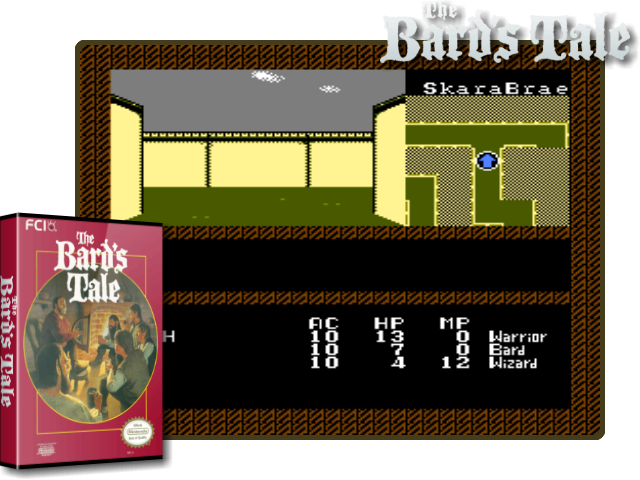 The
Bard's Tale
SkaraBrae
AC HP MP
H 10 13 0 Warrior
10 7 0 Bard
10 4 12 Wizard
FCI
The
Bard's
Tale
The
Bard's Tale
Nintendo